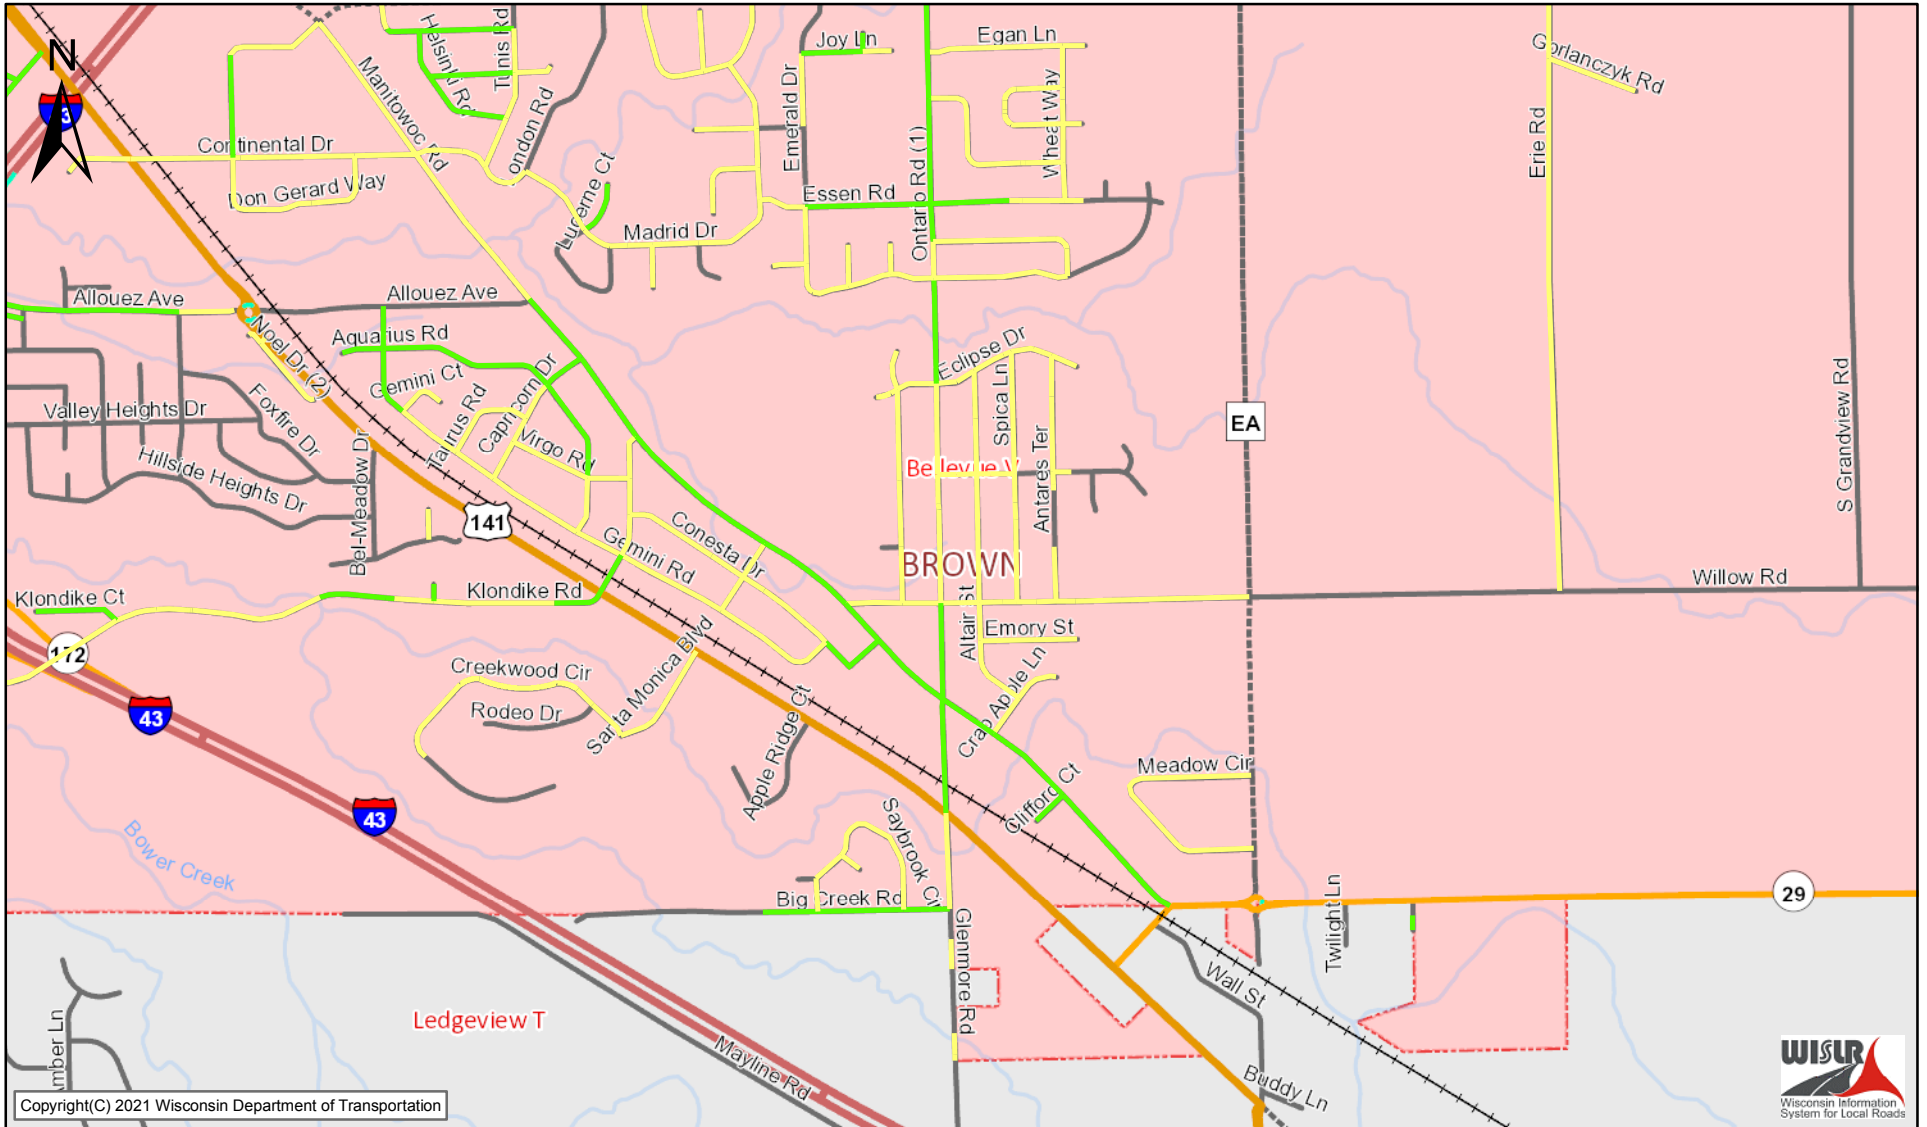 N
43
Helsinki Rd
Tunis Rd
Joy Ln
Egan Ln
Gorlanczyk Rd
Manitowoc Rd
Emerald Dr
Wheat Way
Erie Rd
Continental Dr
Ontario Rd (1)
Don Gerard Way
Lucerne Ct
Essen Rd
Madrid Dr
Allouez Ave
Allouez Ave
Noel Dr (2)
Aquarius Rd
Eclipse Dr
Gemini Ct
Taurus Rd
Capricorn Dr
Spica Ln
EA
S Grandview Rd
Valley Heights Dr
Foxfire Dr
Virgo Rd
Antares Ter
Bellevue V
Hillside Heights Dr
Bel-Meadow Dr
141
Conesta Dr
Gemini Rd
BROWN
Willow Rd
Klondike Ct
Klondike Rd
Altair St
Emory St
172
Creekwood Cir
Santa Monica Blvd
Crab Apple Ln
43
Rodeo Dr
Apple Ridge Ct
Meadow Cir
Clifford Ct
43
Bower Creek
Saybrook Cir
Big Creek Rd
29
Glenmore Rd
Twilight Ln
Wall St
Ledgeview T
Mayline Rd
Buddy Ln
WISLR
Wisconsin Information
System for Local Roads
Copyright(C) 2021 Wisconsin Department of Transportation